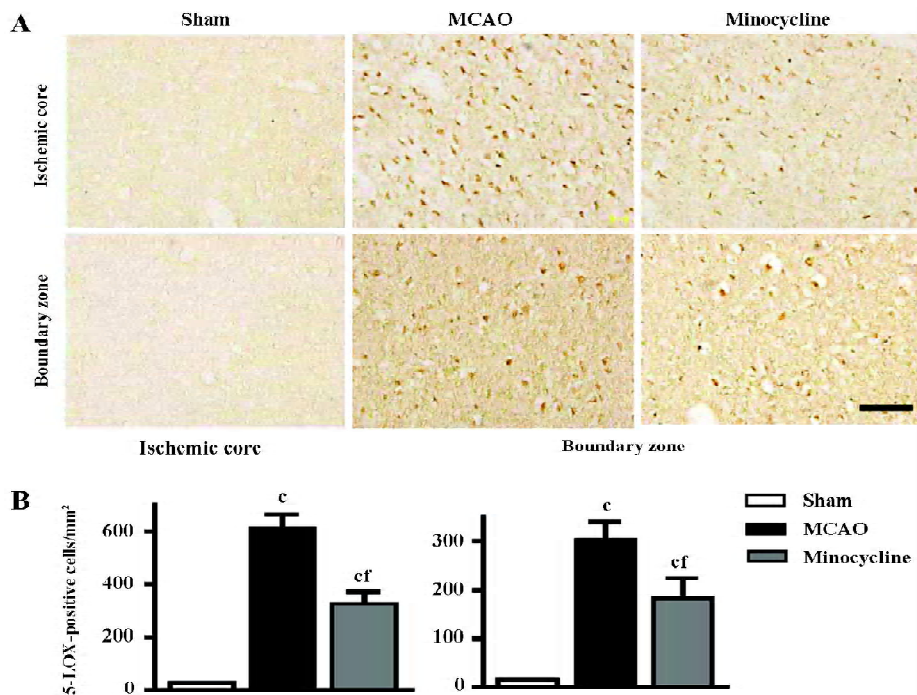 A
Sham
MCAO
Minocycline
Ischemic core
Boundary zone
Ischemic core
Boundary zone
B
5-LOX-positive cells/mm²
600
400
200
0
c
cf
300
200
100
0
c
cf
Sham
MCAO
Minocycline